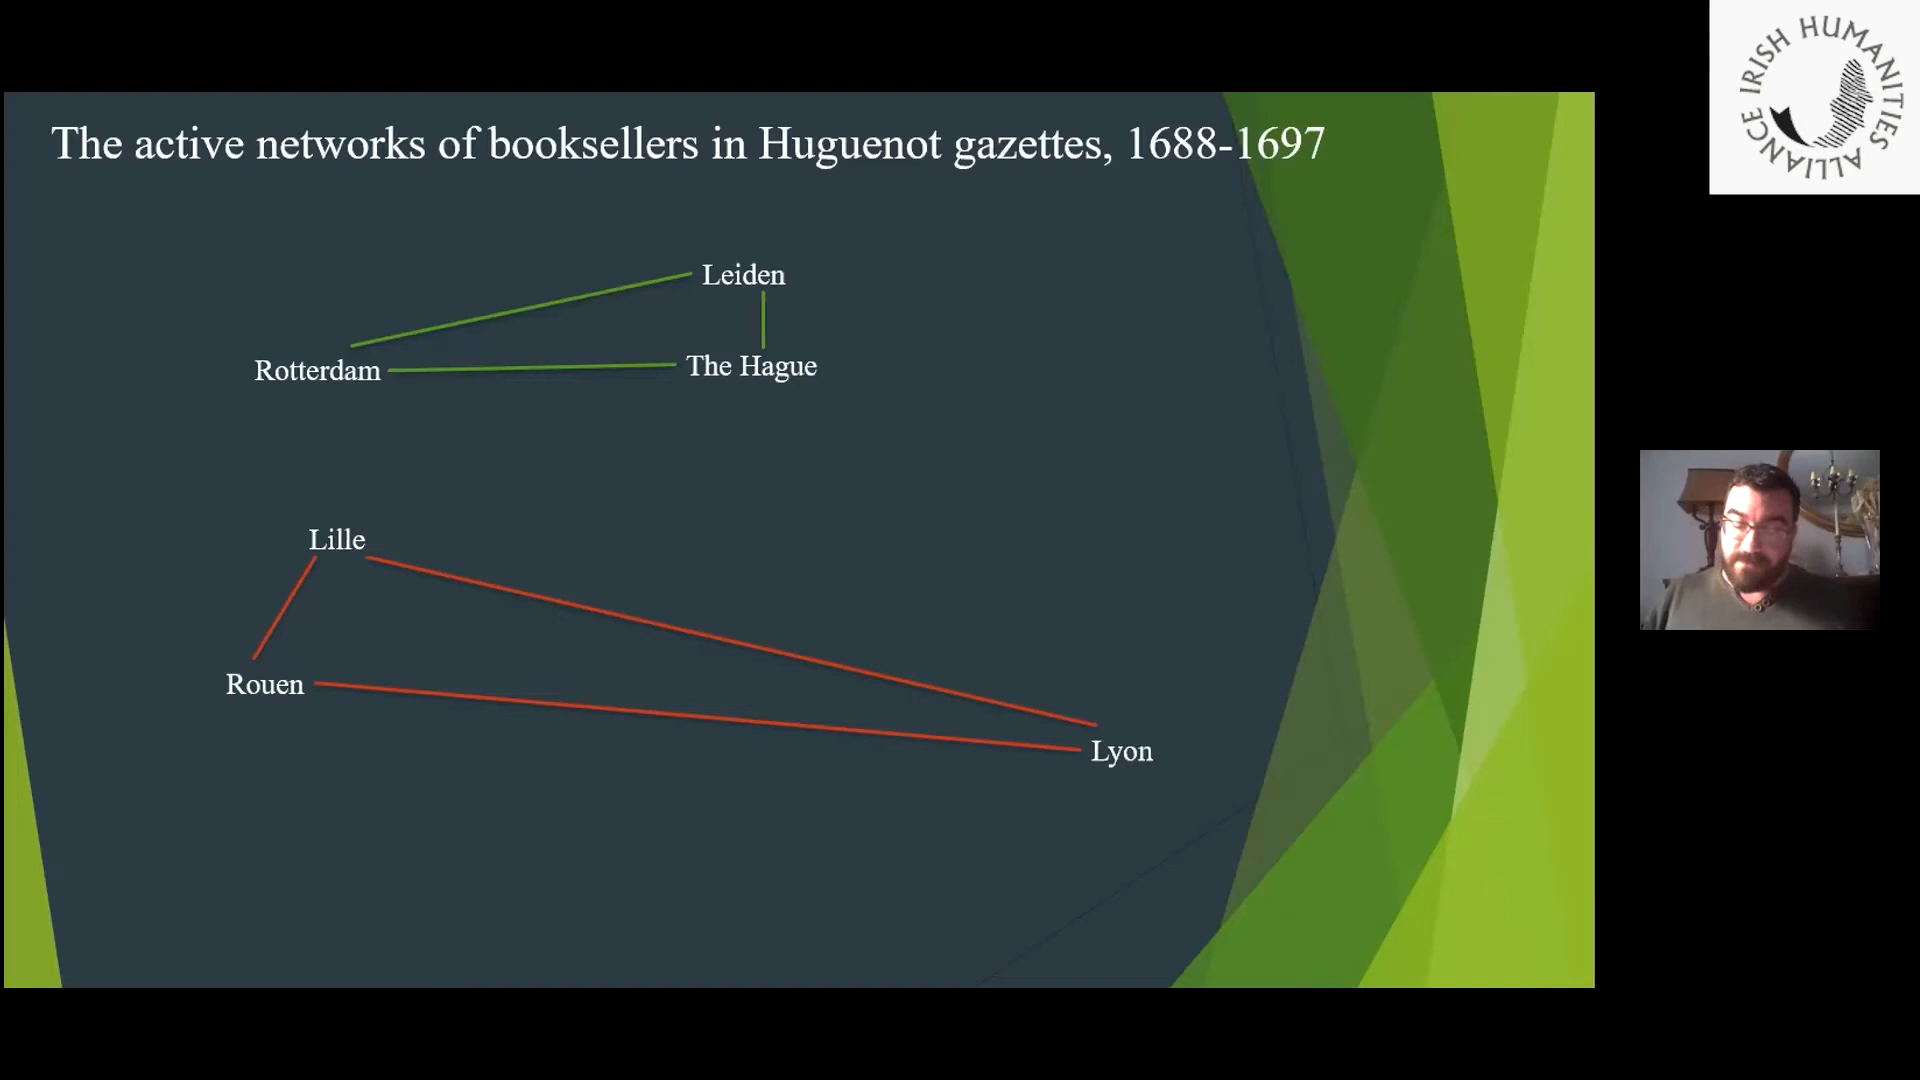 The active networks of booksellers in Huguenot gazettes, 1688-1697
Leiden
Rotterdam
The Hague
Lille
Rouen
Lyon
IRISH HUMANITIES ALLIANCE